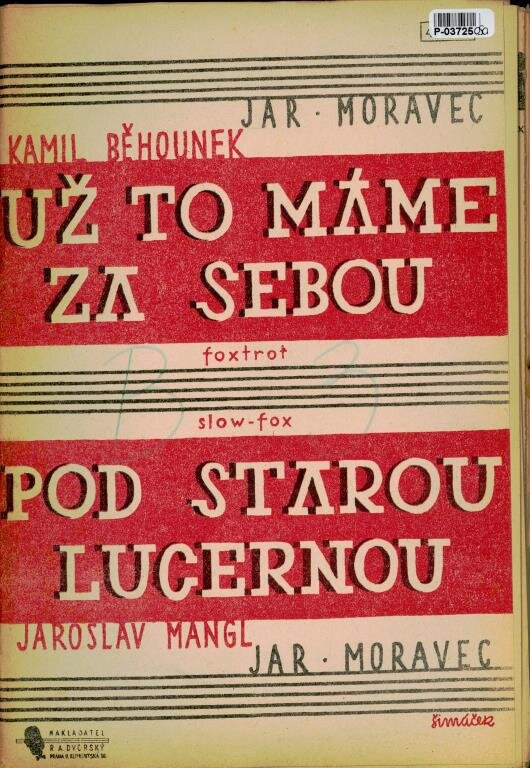 P-03725
JAR. MORAVEC
KAMIL BĚHOUNEK
UŽ TO MÁME
ZA SEBOU
foxtrot
B 3
slow-fox
POD STAROU
LUCERNOU
JAROSLAV MANGL
JAR. MORAVEC
šimáček
NAKLADATEL
R.A.DVORSKÝ